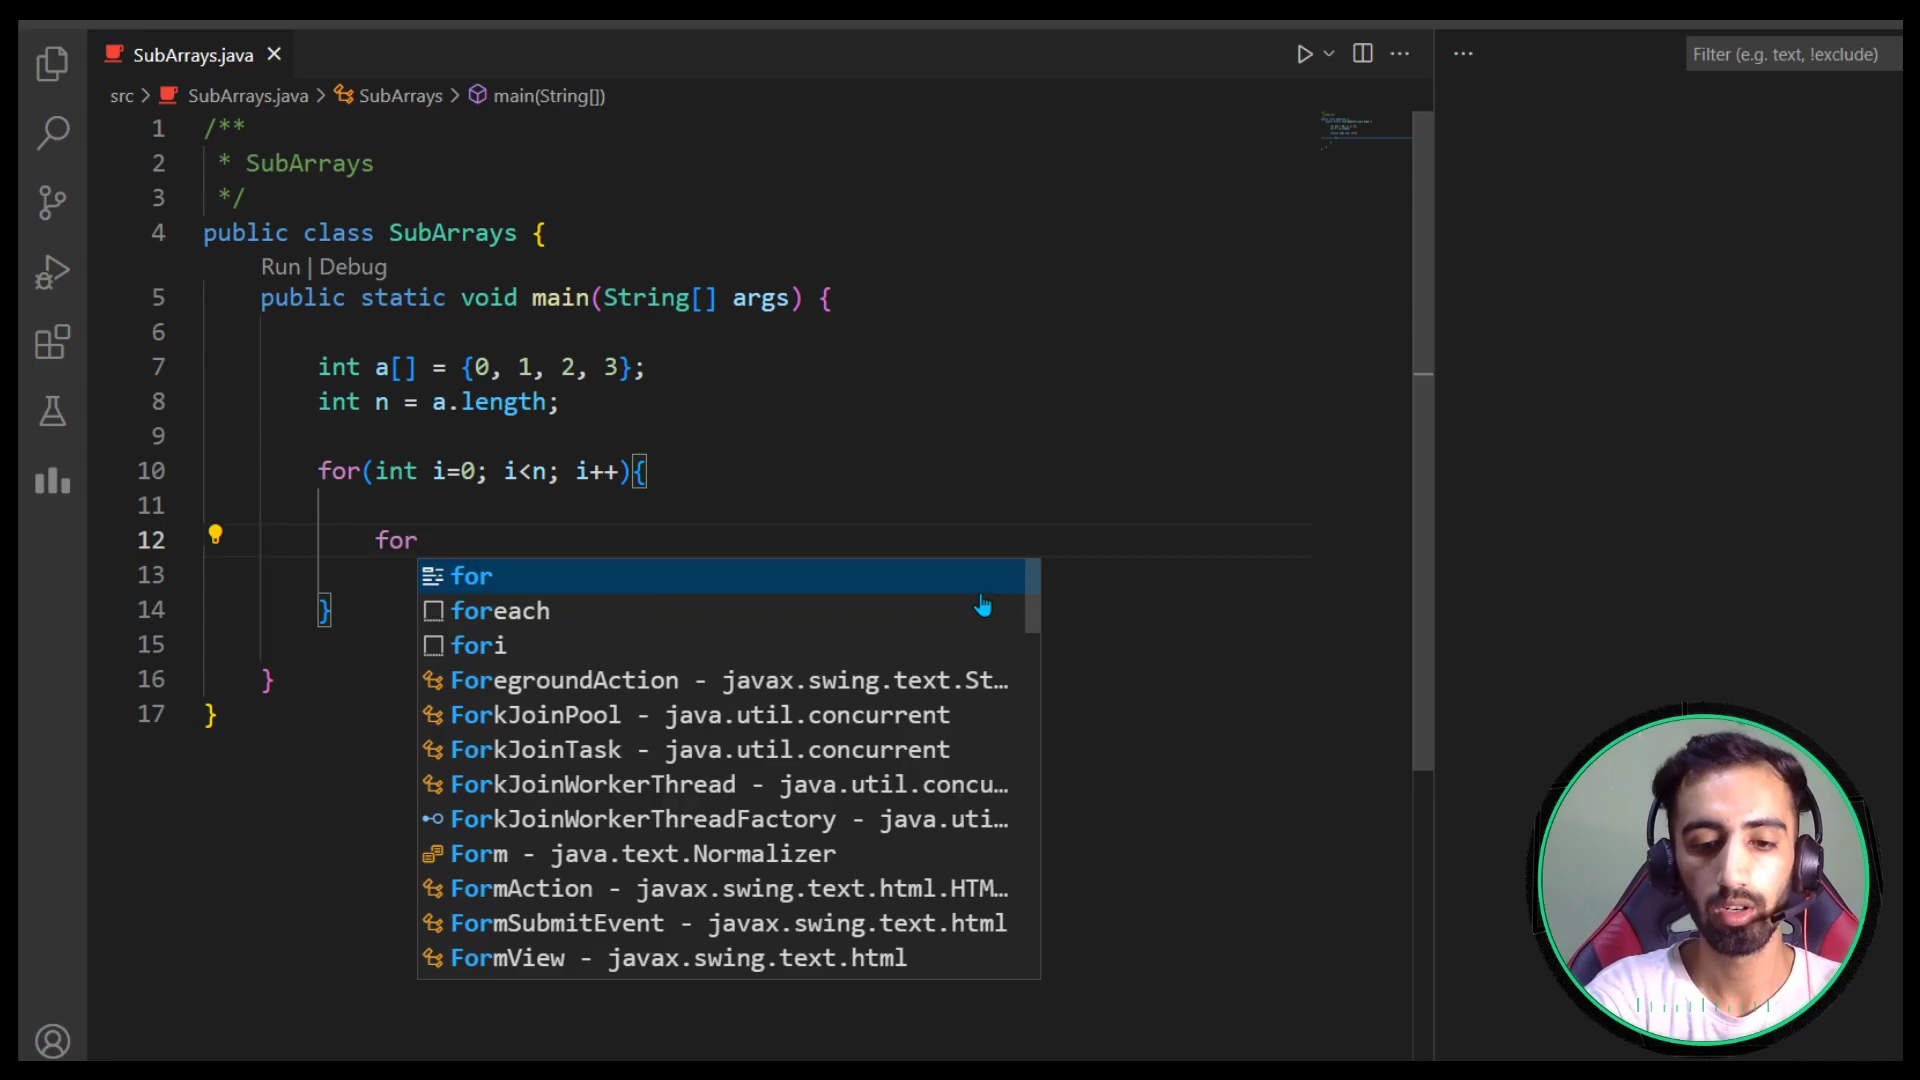 SubArrays.java
Filter (e.g. text, !exclude)
src > SubArrays.java > SubArrays > main(String[])
1 /**
2 * SubArrays
3 */
4 public class SubArrays {
Run | Debug
5 public static void main(String[] args) {
6
7 int a[] = {0, 1, 2, 3};
8 int n = a.length;
9
10 for(int i=0; i<n; i++){
11
12 for
for
13
foreach
14 }
fori
15
ForegroundAction - javax.swing.text.St...
16 }
ForkJoinPool - java.util.concurrent
17 }
ForkJoinTask - java.util.concurrent
ForkJoinWorkerThread - java.util.concu...
ForkJoinWorkerThreadFactory - java.uti...
Form - java.text.Normalizer
FormAction - javax.swing.text.html.HTM...
FormSubmitEvent - javax.swing.text.html
FormView - javax.swing.text.html